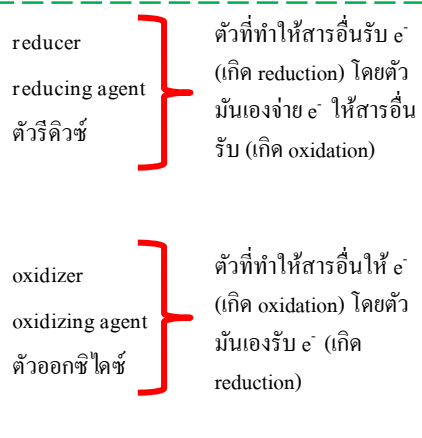 reducer
reducing agent
ตัวรีดิวซ์
ตัวที่ทำให้สารอื่นรับ e⁻
(เกิด reduction) โดยตัว
มันเองจ่าย e⁻ ให้สารอื่น
รับ (เกิด oxidation)
oxidizer
oxidizing agent
ตัวออกซิไดซ์
ตัวที่ทำให้สารอื่นให้ e⁻
(เกิด oxidation) โดยตัว
มันเองรับ e⁻ (เกิด
reduction)